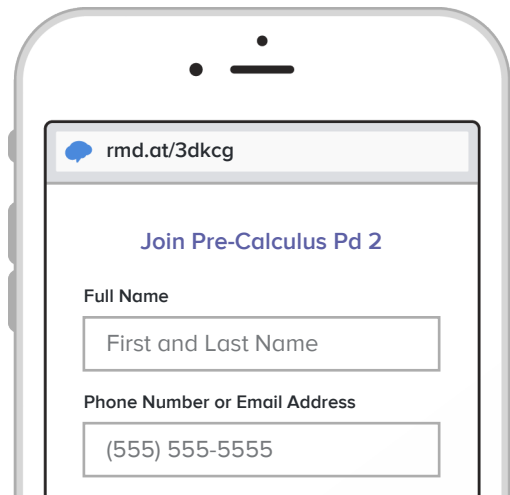 rmd.at/3dkcg
Join Pre-Calculus Pd 2
Full Name
First and Last Name
Phone Number or Email Address
(555) 555-5555